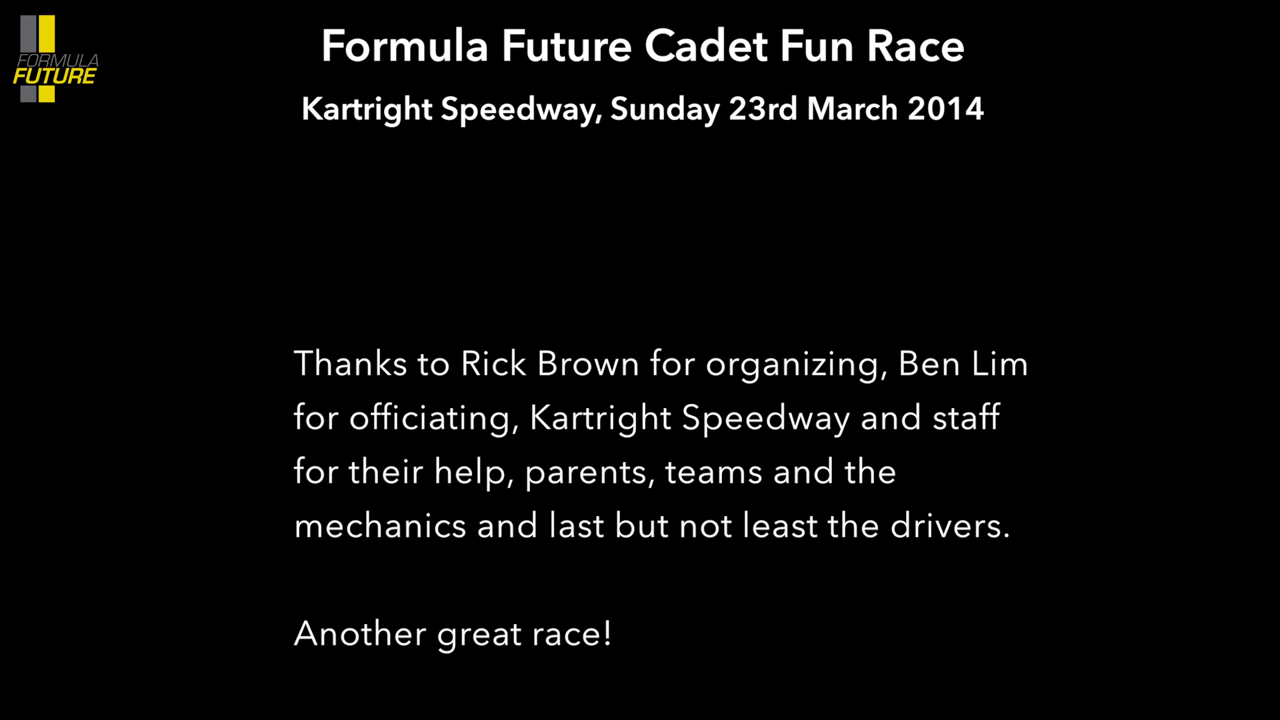 FORMULA
FUTURE
Formula Future Cadet Fun Race
Kartright Speedway, Sunday 23rd March 2014
Thanks to Rick Brown for organizing, Ben Lim
for officiating, Kartright Speedway and staff
for their help, parents, teams and the
mechanics and last but not least the drivers.
Another great race!